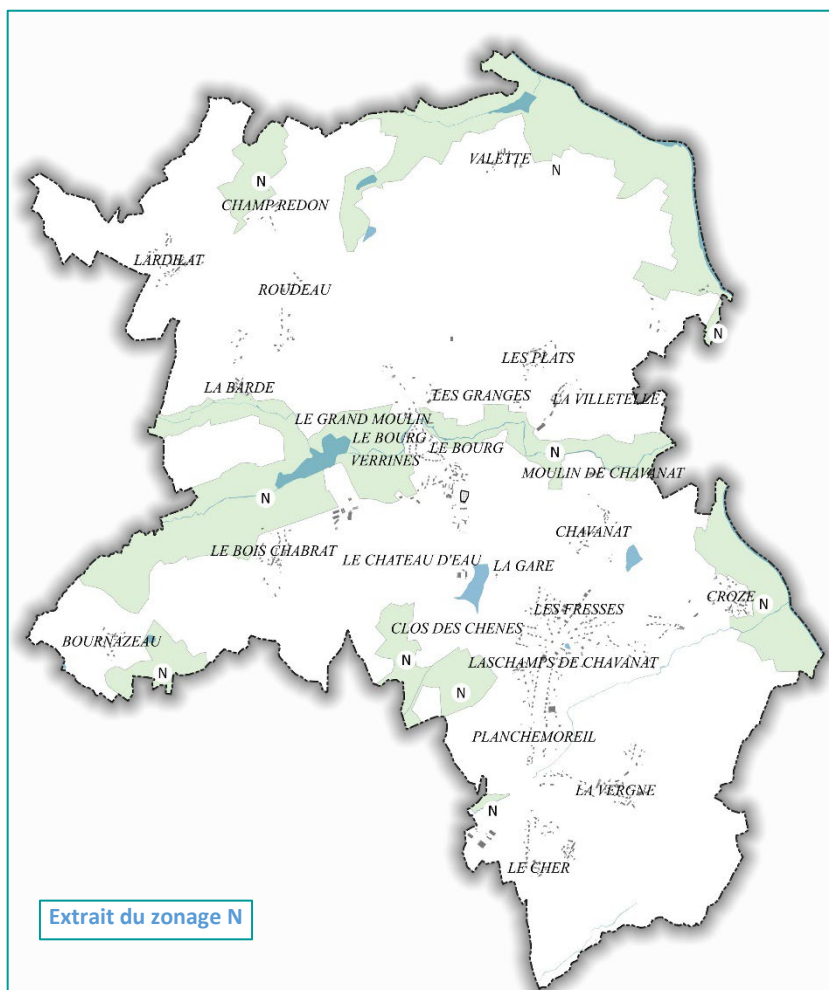 VALETTE
N
N
CHAMP REDON
LARDILAT
ROUDEAU
N
LES PLATS
LA BARDE
LES GRANGES
LA VILLETELLE
LE GRAND MOULIN
LE BOURG
LE BOURG
VERRINES
N
MOULIN DE CHAVANAT
N
CHAVANAT
LE BOIS CHABRAT
LE CHATEAU D'EAU
LA GARE
CROZE
N
LES FRESSES
CLOS DES CHENES
BOURNAZEAU
N
LASCHAMPS DE CHAVANAT
N
N
PLANCHEMOREIL
LA VERGNE
N
LE CHER
Extrait du zonage N